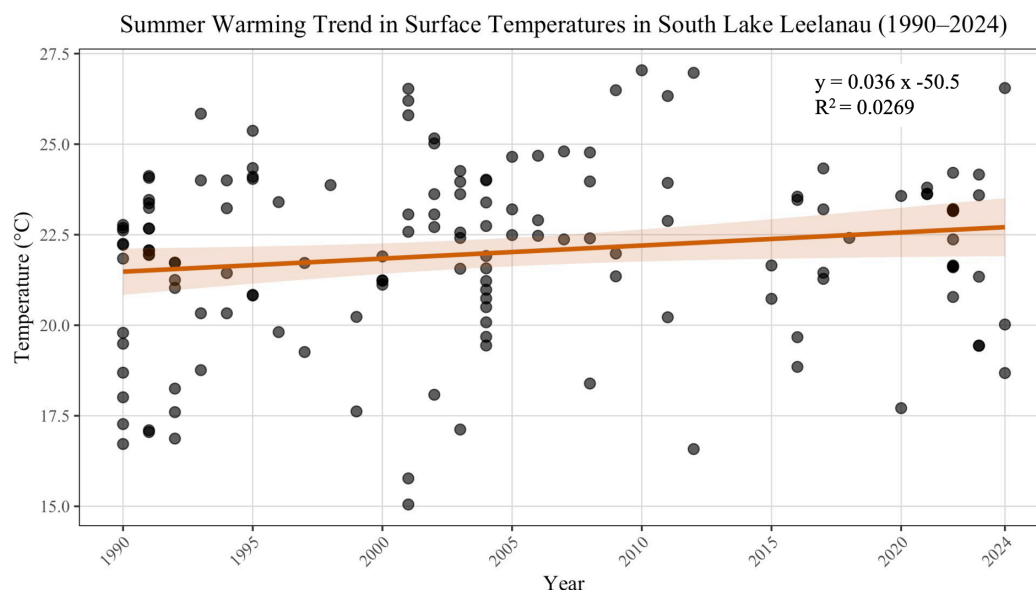 Summer Warming Trend in Surface Temperatures in South Lake Leelanau (1990–2024)
y = 0.036 x -50.5
R² = 0.0269
Temperature (°C)
27.5
25.0
22.5
20.0
17.5
15.0
1990
1995
2000
2005
2010
2015
2020
2024
Year